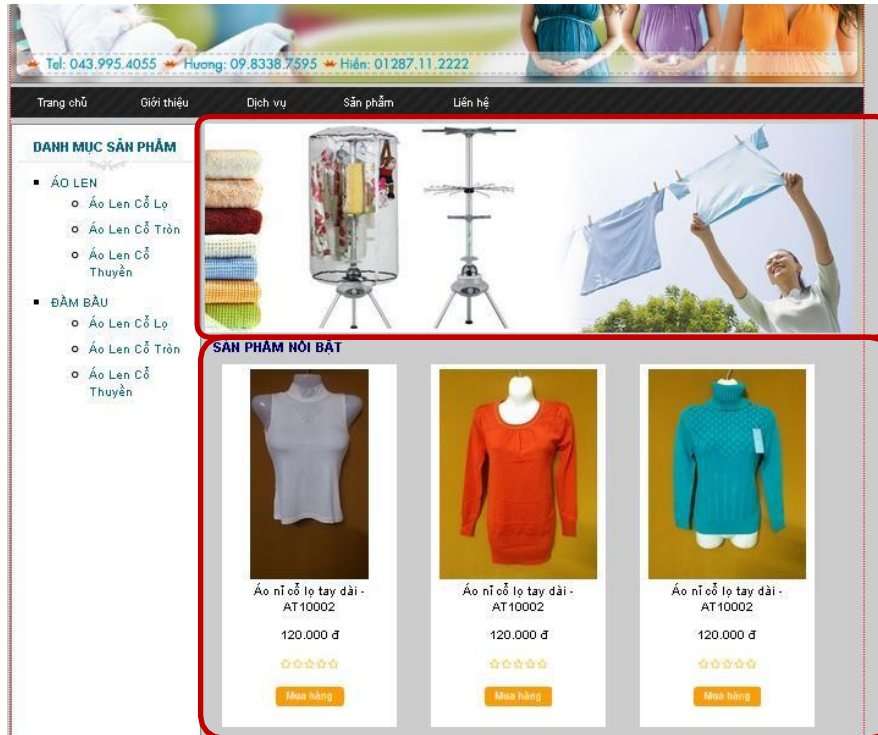 Tel: 043.995.4055 Hương: 09.8338.7595 Hiền: 01287.11.2222
Trang chủ Giới thiệu Dịch vụ Sản phẩm Liên hệ
DANH MỤC SẢN PHẨM
ÁO LEN
Áo Len Cổ Lọ
Áo Len Cổ Tròn
Áo Len Cổ
Thuyền
ĐẦM BẦU
Áo Len Cổ Lọ
Áo Len Cổ Tròn
Áo Len Cổ
Thuyền
SẢN PHẨM NỔI BẬT
Áo nỉ cổ lọ tay dài -
AT10002
120.000 đ
Mua hàng
Áo nỉ cổ lọ tay dài -
AT10002
120.000 đ
Mua hàng
Áo nỉ cổ lọ tay dài -
AT10002
120.000 đ
Mua hàng